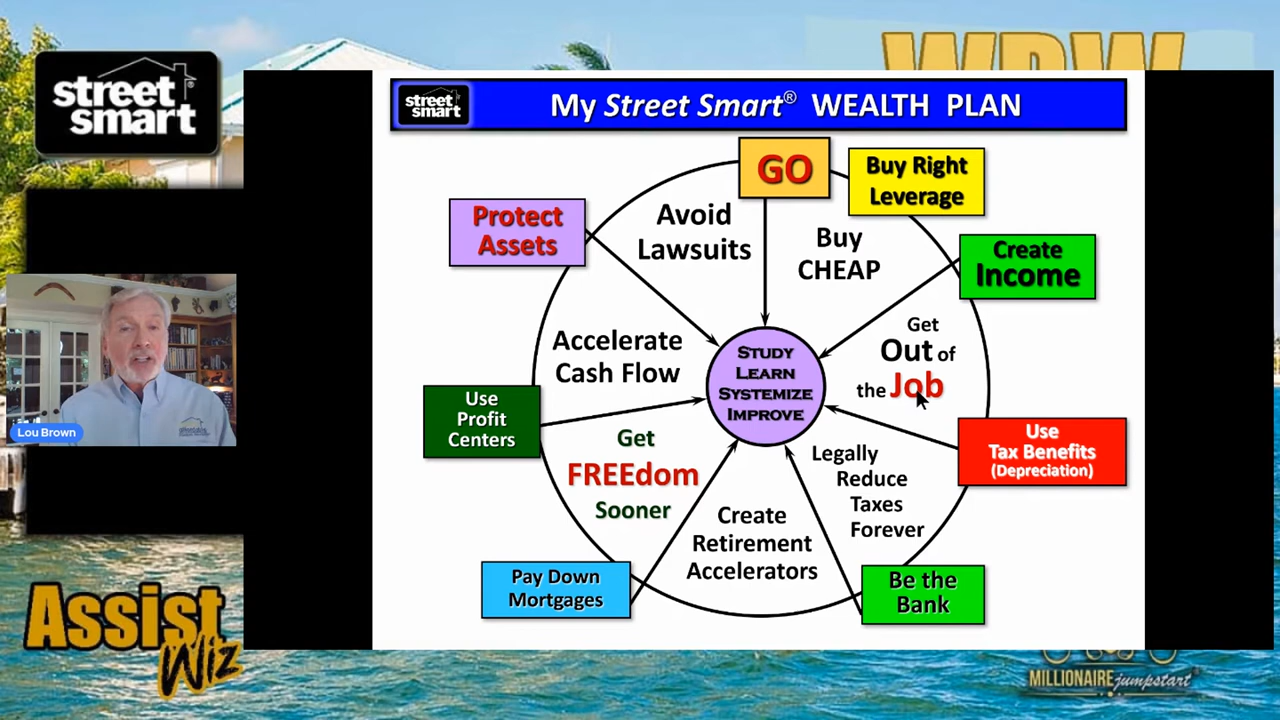 street
smart®
WPW
street
smart
My Street Smart® WEALTH PLAN
GO
Buy Right
Leverage
Protect
Assets
Avoid
Lawsuits
Buy
CHEAP
Create
Income
Get
Out of
the Job
Accelerate
Cash Flow
STUDY
LEARN
SYSTEMIZE
IMPROVE
Use
Profit
Centers
Use
Tax Benefits
(Depreciation)
Get
FREEdom
Sooner
Legally
Reduce
Taxes
Forever
Create
Retirement
Accelerators
Pay Down
Mortgages
Be the
Bank
Lou Brown
Assist
Wiz
MILLIONAIRE jumpstart